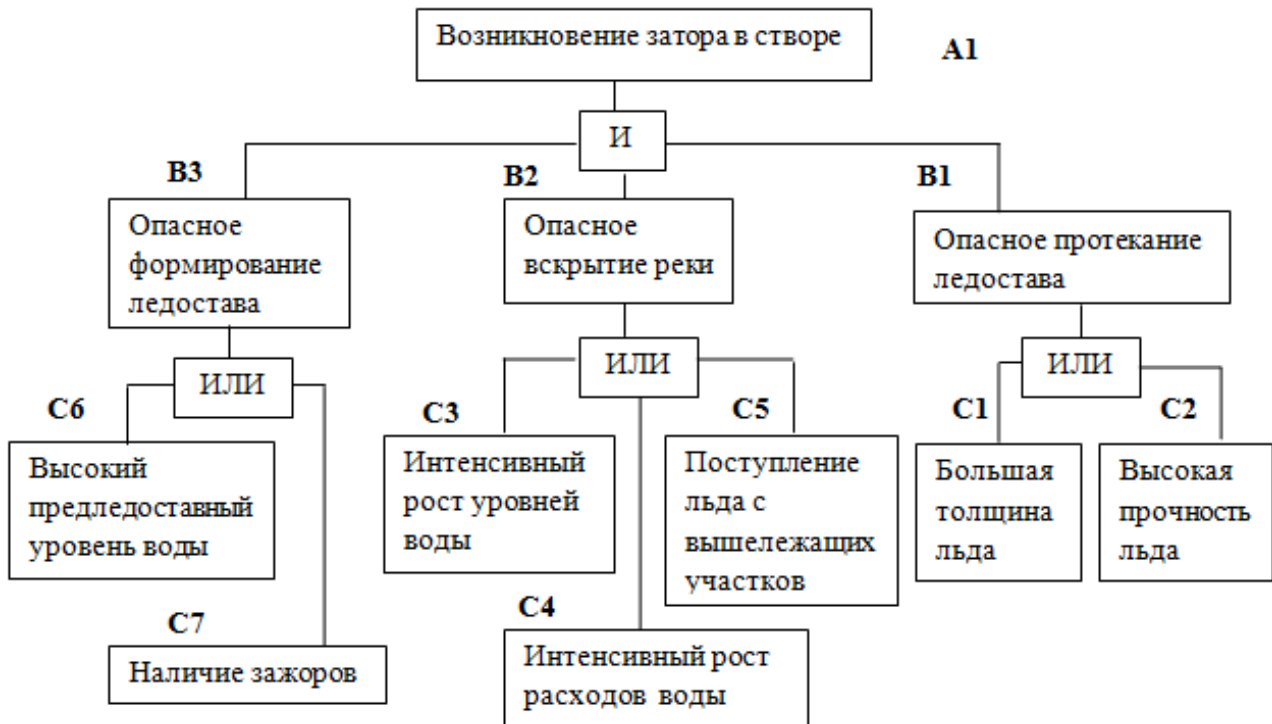 Возникновение затора в створе
A1
И
B3
B2
B1
Опасное
формирование
ледостава
Опасное
вскрытие реки
Опасное протекание
ледостава
ИЛИ
ИЛИ
ИЛИ
C6
C3
C5
C1
C2
Высокий
предледоставный
уровень воды
Интенсивный
рост уровней
воды
Поступление
льда с
вышележащих
участков
Большая
толщина
льда
Высокая
прочность
льда
C7
Наличие зажоров
C4
Интенсивный рост
расходов воды